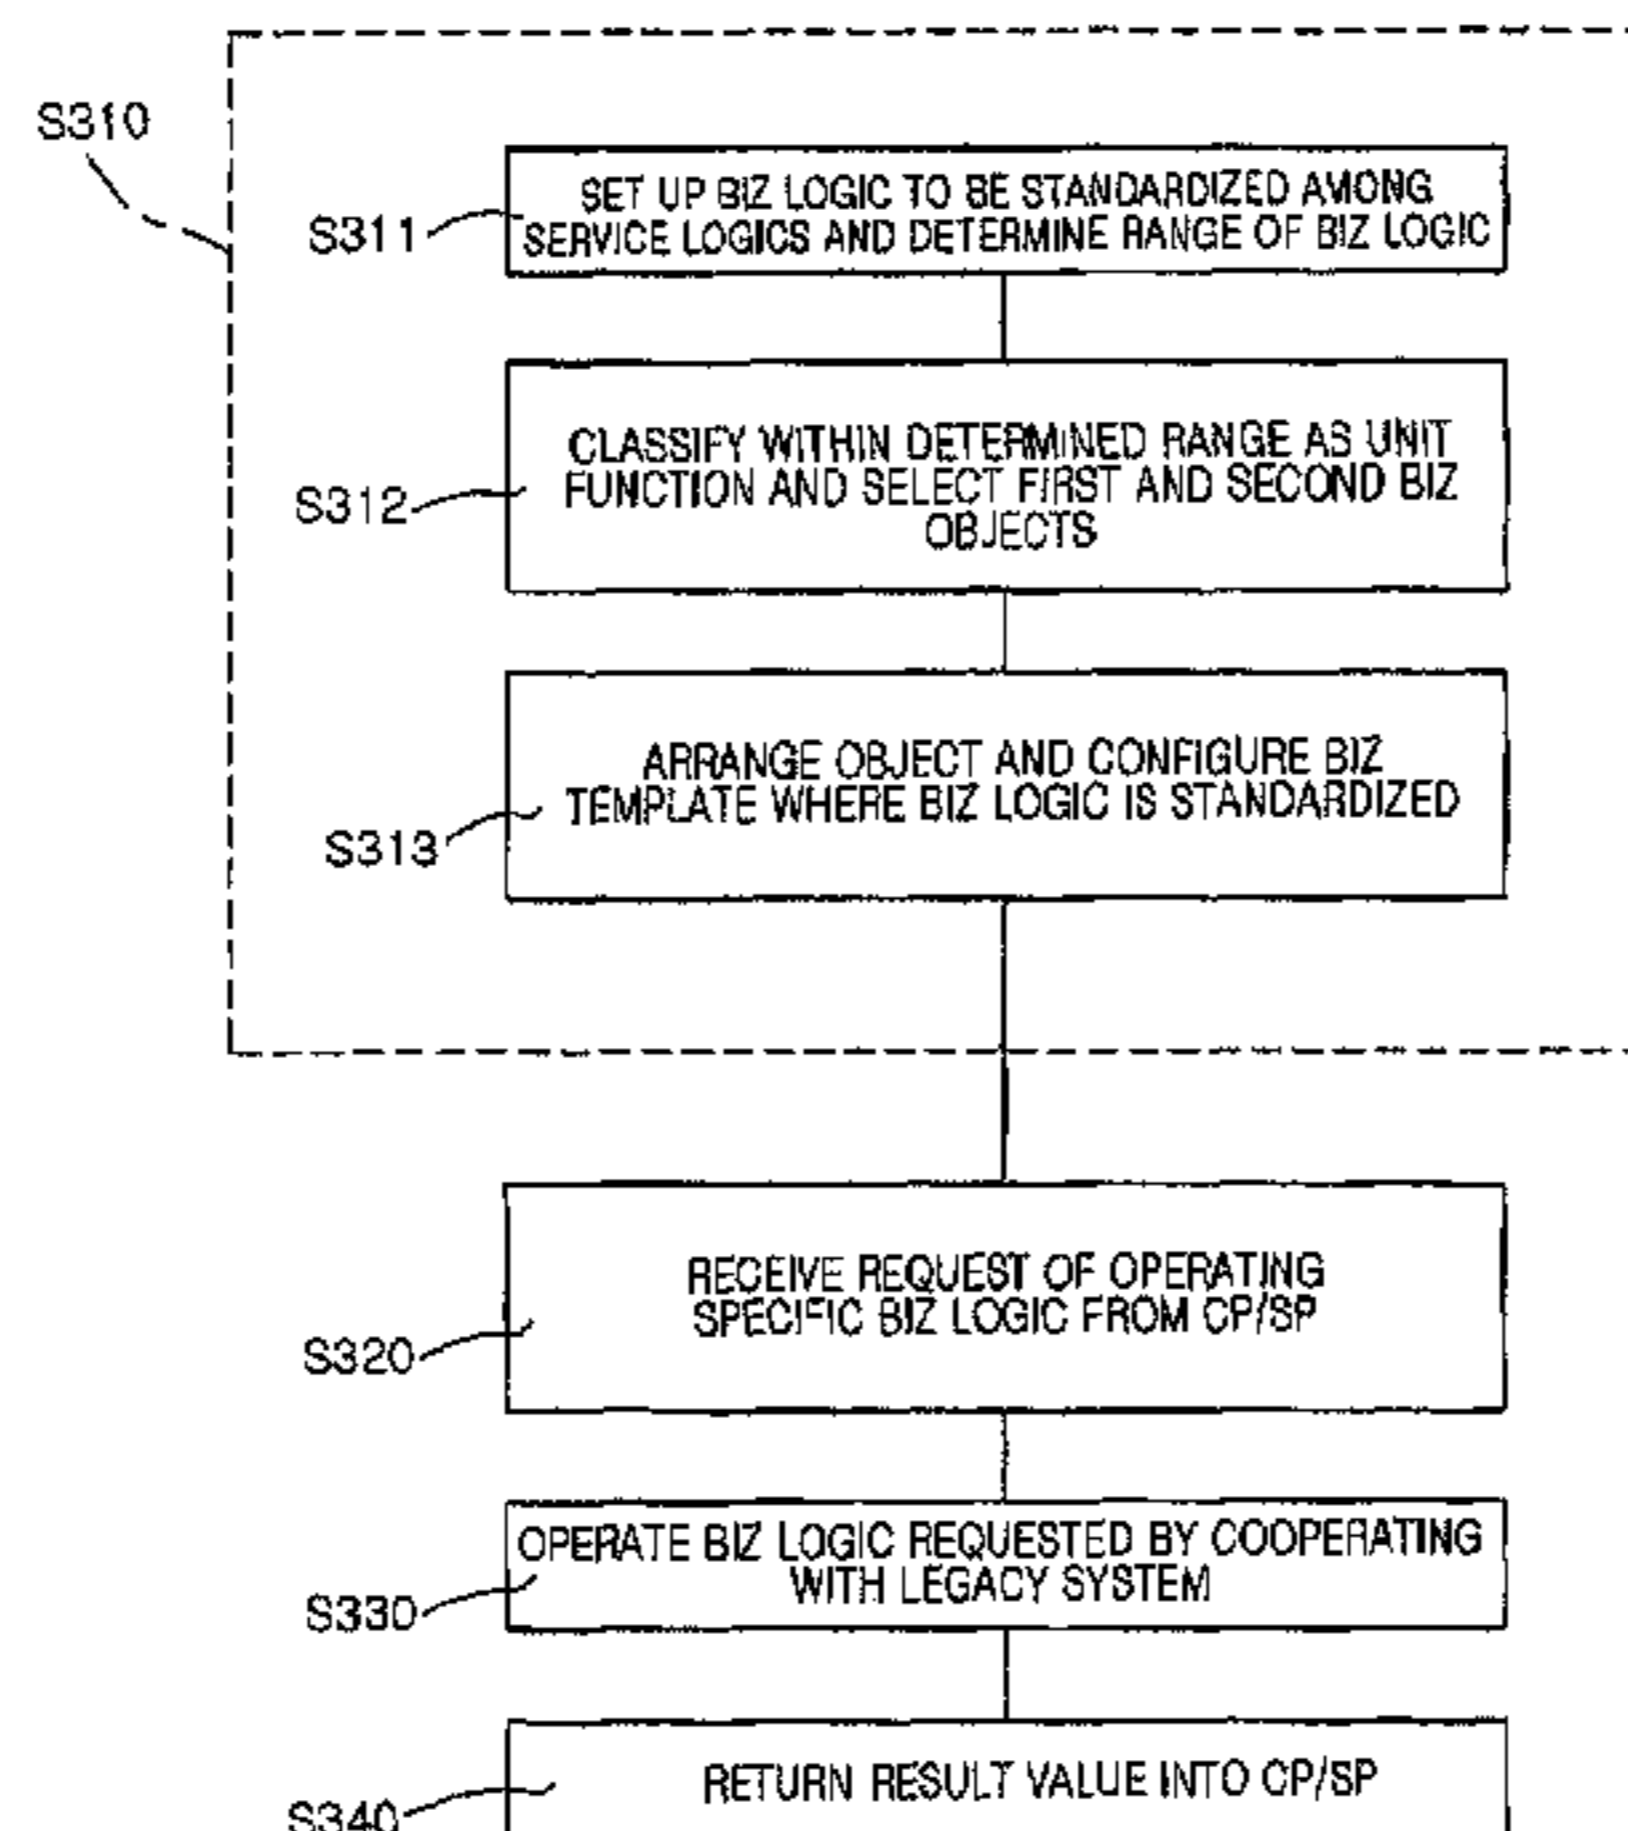 S310
S311
SET UP BIZ LOGIC TO BE STANDARDIZED AMONG
SERVICE LOGICS AND DETERMINE RANGE OF BIZ LOGIC
S312
CLASSIFY WITHIN DETERMINED RANGE AS UNIT
FUNCTION AND SELECT FIRST AND SECOND BIZ
OBJECTS
S313
ARRANGE OBJECT AND CONFIGURE BIZ
TEMPLATE WHERE BIZ LOGIC IS STANDARDIZED
S320
RECEIVE REQUEST OF OPERATING
SPECIFIC BIZ LOGIC FROM CP/SP
S330
OPERATE BIZ LOGIC REQUESTED BY COOPERATING
WITH LEGACY SYSTEM
S340
RETURN RESULT VALUE INTO CP/SP